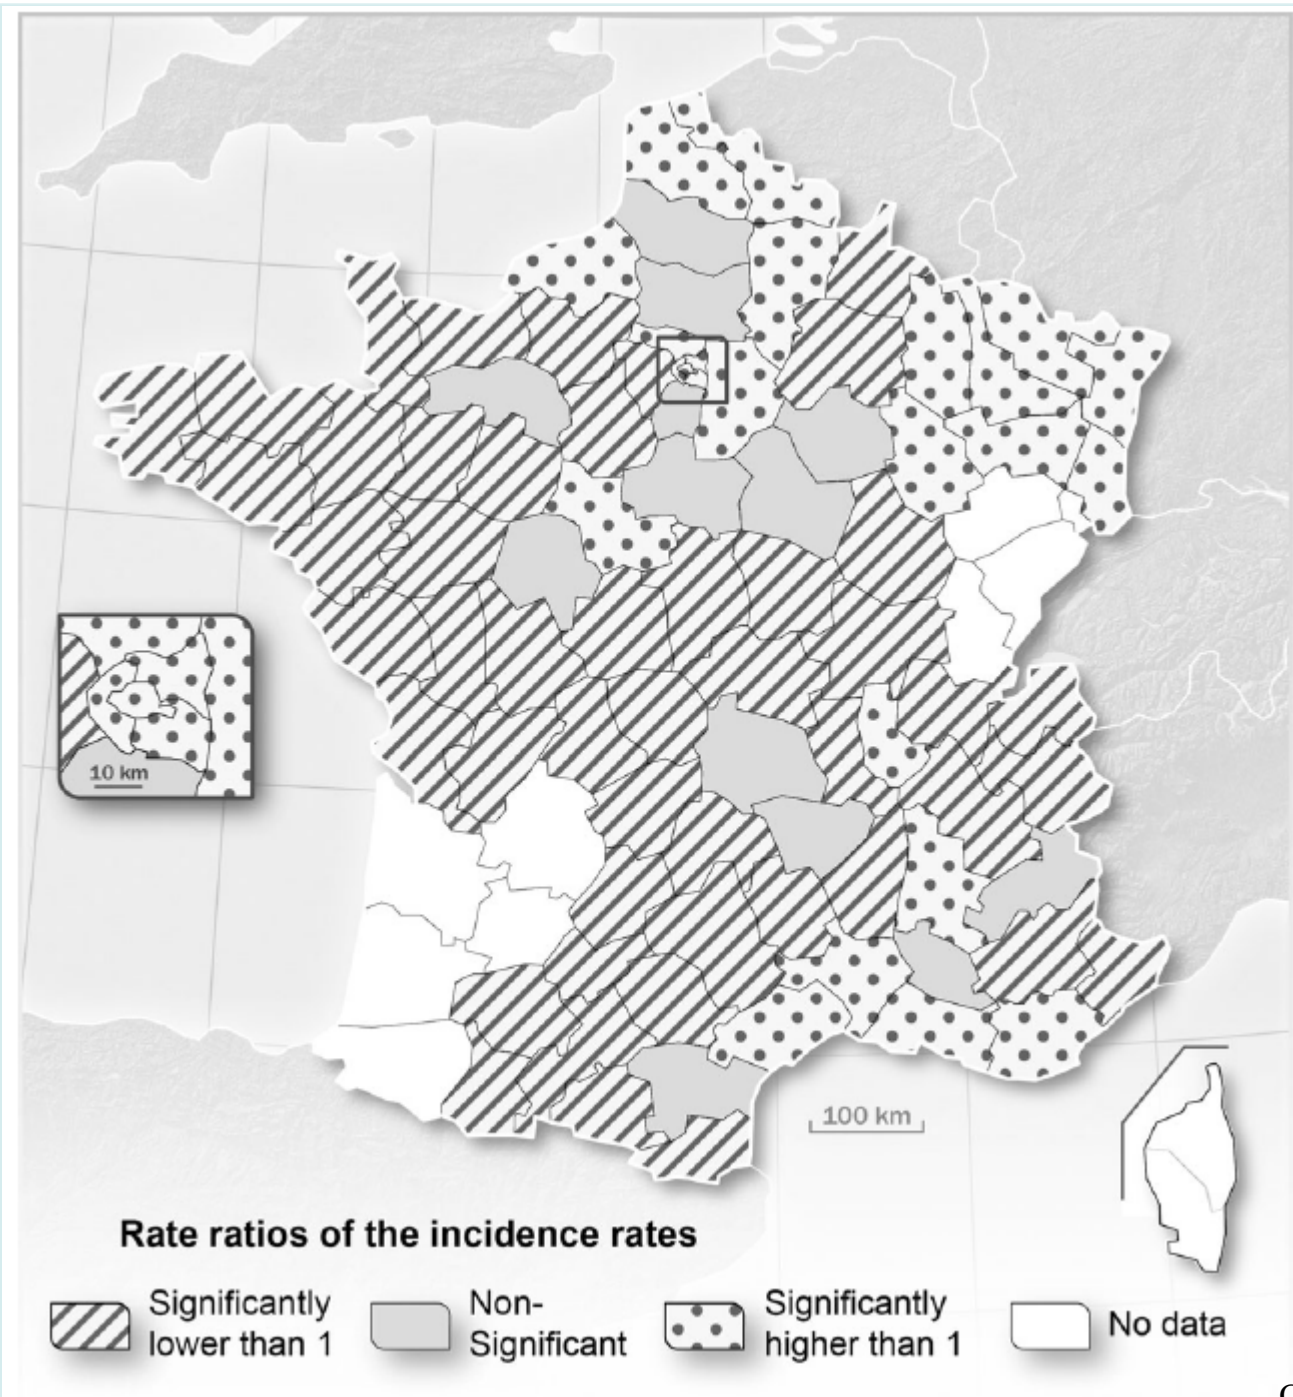 10 km
100 km
Rate ratios of the incidence rates
Significantly
lower than 1
Non-
Significant
Significantly
higher than 1
No data